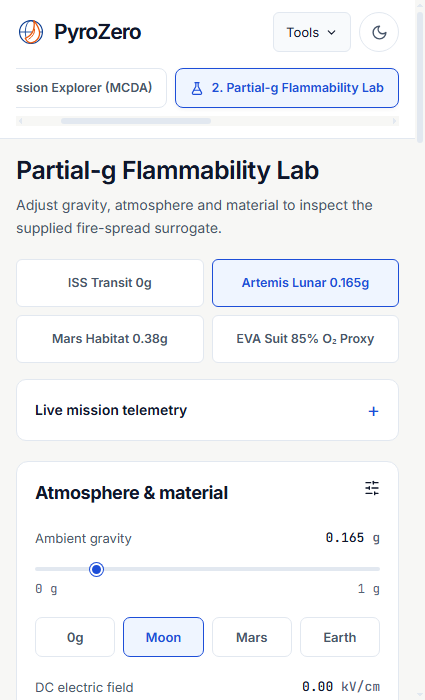 PyroZero
Tools
ssion Explorer (MCDA)
2. Partial-g Flammability Lab
Partial-g Flammability Lab
Adjust gravity, atmosphere and material to inspect the
supplied fire-spread surrogate.
ISS Transit 0g
Artemis Lunar 0.165g
Mars Habitat 0.38g
EVA Suit 85% O₂ Proxy
Live mission telemetry
+
Atmosphere & material
Ambient gravity
0.165 g
0 g
1 g
0g
Moon
Mars
Earth
DC electric field
0.00 kV/cm